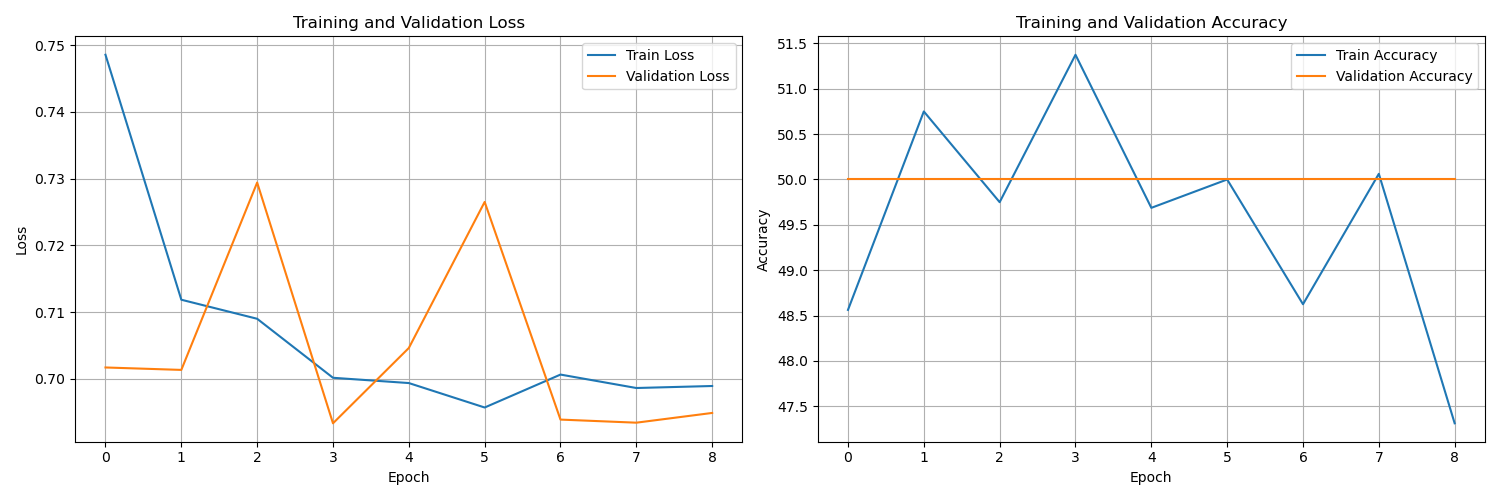 Training and Validation Loss
0.75
0.74
0.73
0.72
0.71
0.70
Loss
Train Loss
Validation Loss
0 1 2 3 4 5 6 7 8
Epoch
Training and Validation Accuracy
51.5
51.0
50.5
50.0
49.5
49.0
48.5
48.0
47.5
Accuracy
Train Accuracy
Validation Accuracy
0 1 2 3 4 5 6 7 8
Epoch